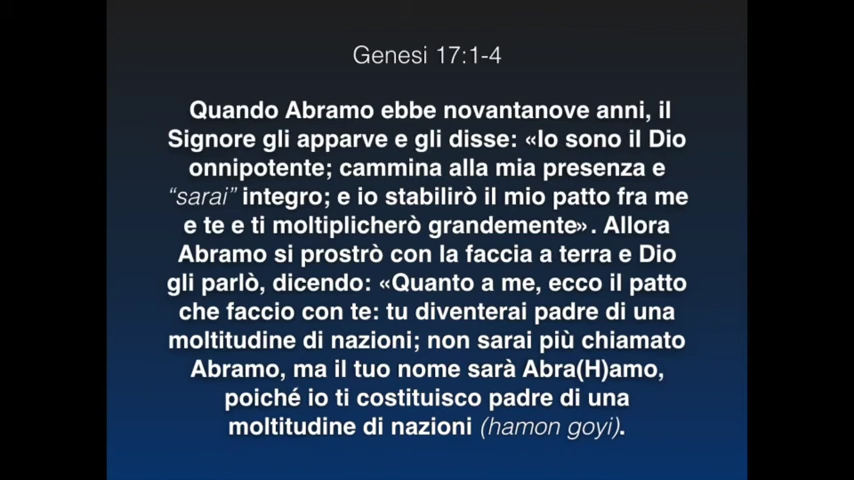 Genesi 17:1-4
Quando Abramo ebbe novantanove anni, il
Signore gli apparve e gli disse: «Io sono il Dio
onnipotente; cammina alla mia presenza e
“sarai” integro; e io stabilirò il mio patto fra me
e te e ti moltiplicherò grandemente». Allora
Abramo si prostrò con la faccia a terra e Dio
gli parlò, dicendo: «Quanto a me, ecco il patto
che faccio con te: tu diventerai padre di una
moltitudine di nazioni; non sarai più chiamato
Abramo, ma il tuo nome sarà Abra(H)amo,
poiché io ti costituisco padre di una
moltitudine di nazioni (hamon goyi).